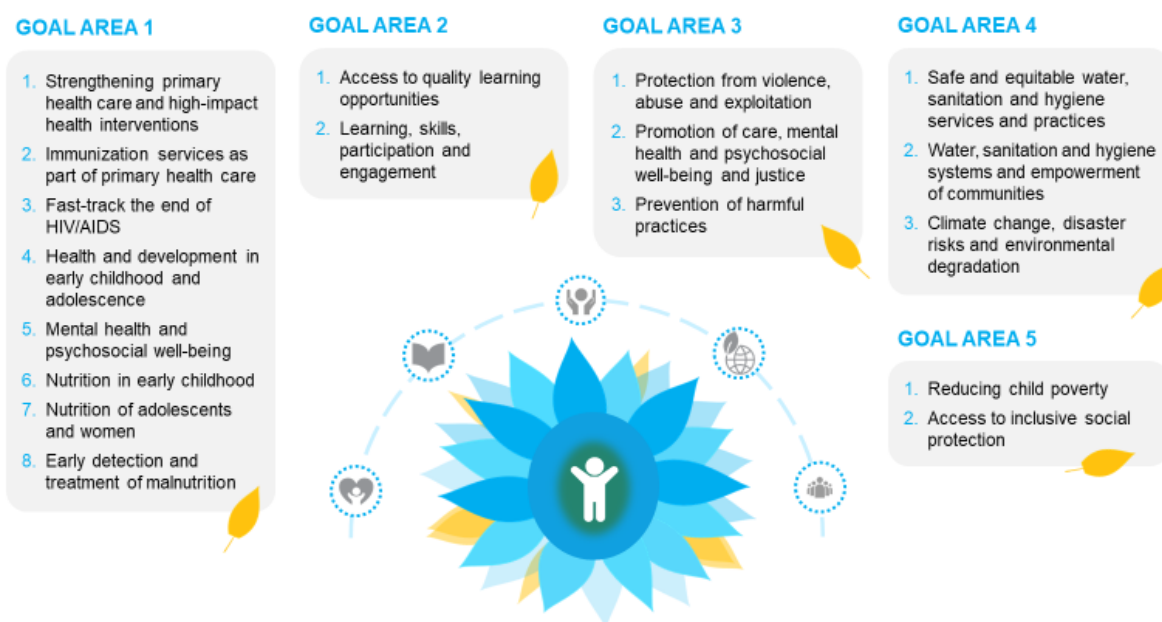 GOAL AREA 1
1. Strengthening primary
health care and high-impact
health interventions
2. Immunization services as
part of primary health care
3. Fast-track the end of
HIV/AIDS
4. Health and development in
early childhood and
adolescence
5. Mental health and
psychosocial well-being
6. Nutrition in early childhood
7. Nutrition of adolescents
and women
8. Early detection and
treatment of malnutrition
GOAL AREA 2
1. Access to quality learning
opportunities
2. Learning, skills,
participation and
engagement
GOAL AREA 3
1. Protection from violence,
abuse and exploitation
2. Promotion of care, mental
health and psychosocial
well-being and justice
3. Prevention of harmful
practices
GOAL AREA 4
1. Safe and equitable water,
sanitation and hygiene
services and practices
2. Water, sanitation and hygiene
systems and empowerment
of communities
3. Climate change, disaster
risks and environmental
degradation
GOAL AREA 5
1. Reducing child poverty
2. Access to inclusive social
protection